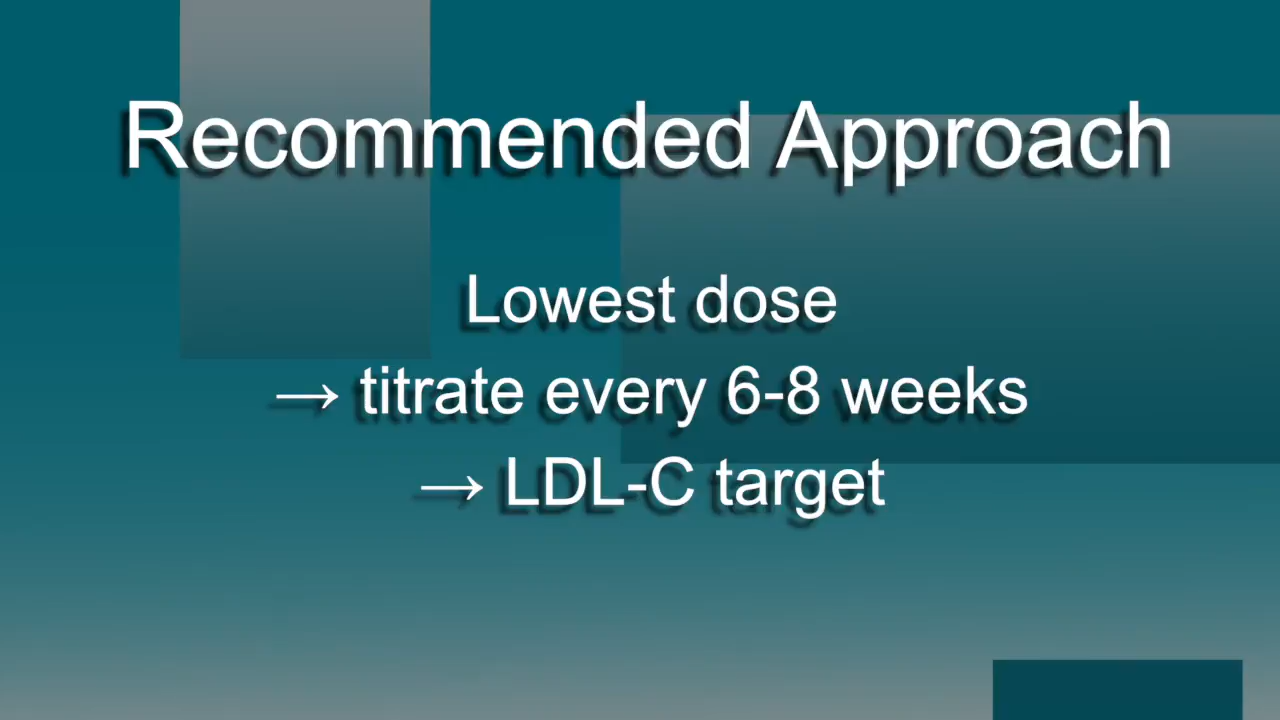 Recommended Approach
Lowest dose
→ titrate every 6-8 weeks
→ LDL-C target